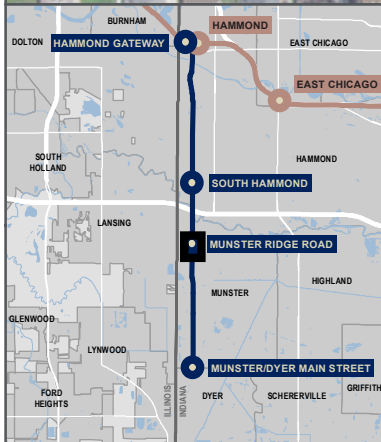 BURNHAM
HAMMOND
DOLTON
HAMMOND GATEWAY
EAST CHICAGO
EAST CHICAGO
SOUTH
HOLLAND
HAMMOND
SOUTH HAMMOND
LANSING
MUNSTER RIDGE ROAD
HIGHLAND
MUNSTER
GLENWOOD
LYNWOOD
MUNSTER/DYER MAIN STREET
FORD
HEIGHTS
ILLINOIS
INDIANA
DYER
SCHERERVILLE
GRIFFITH